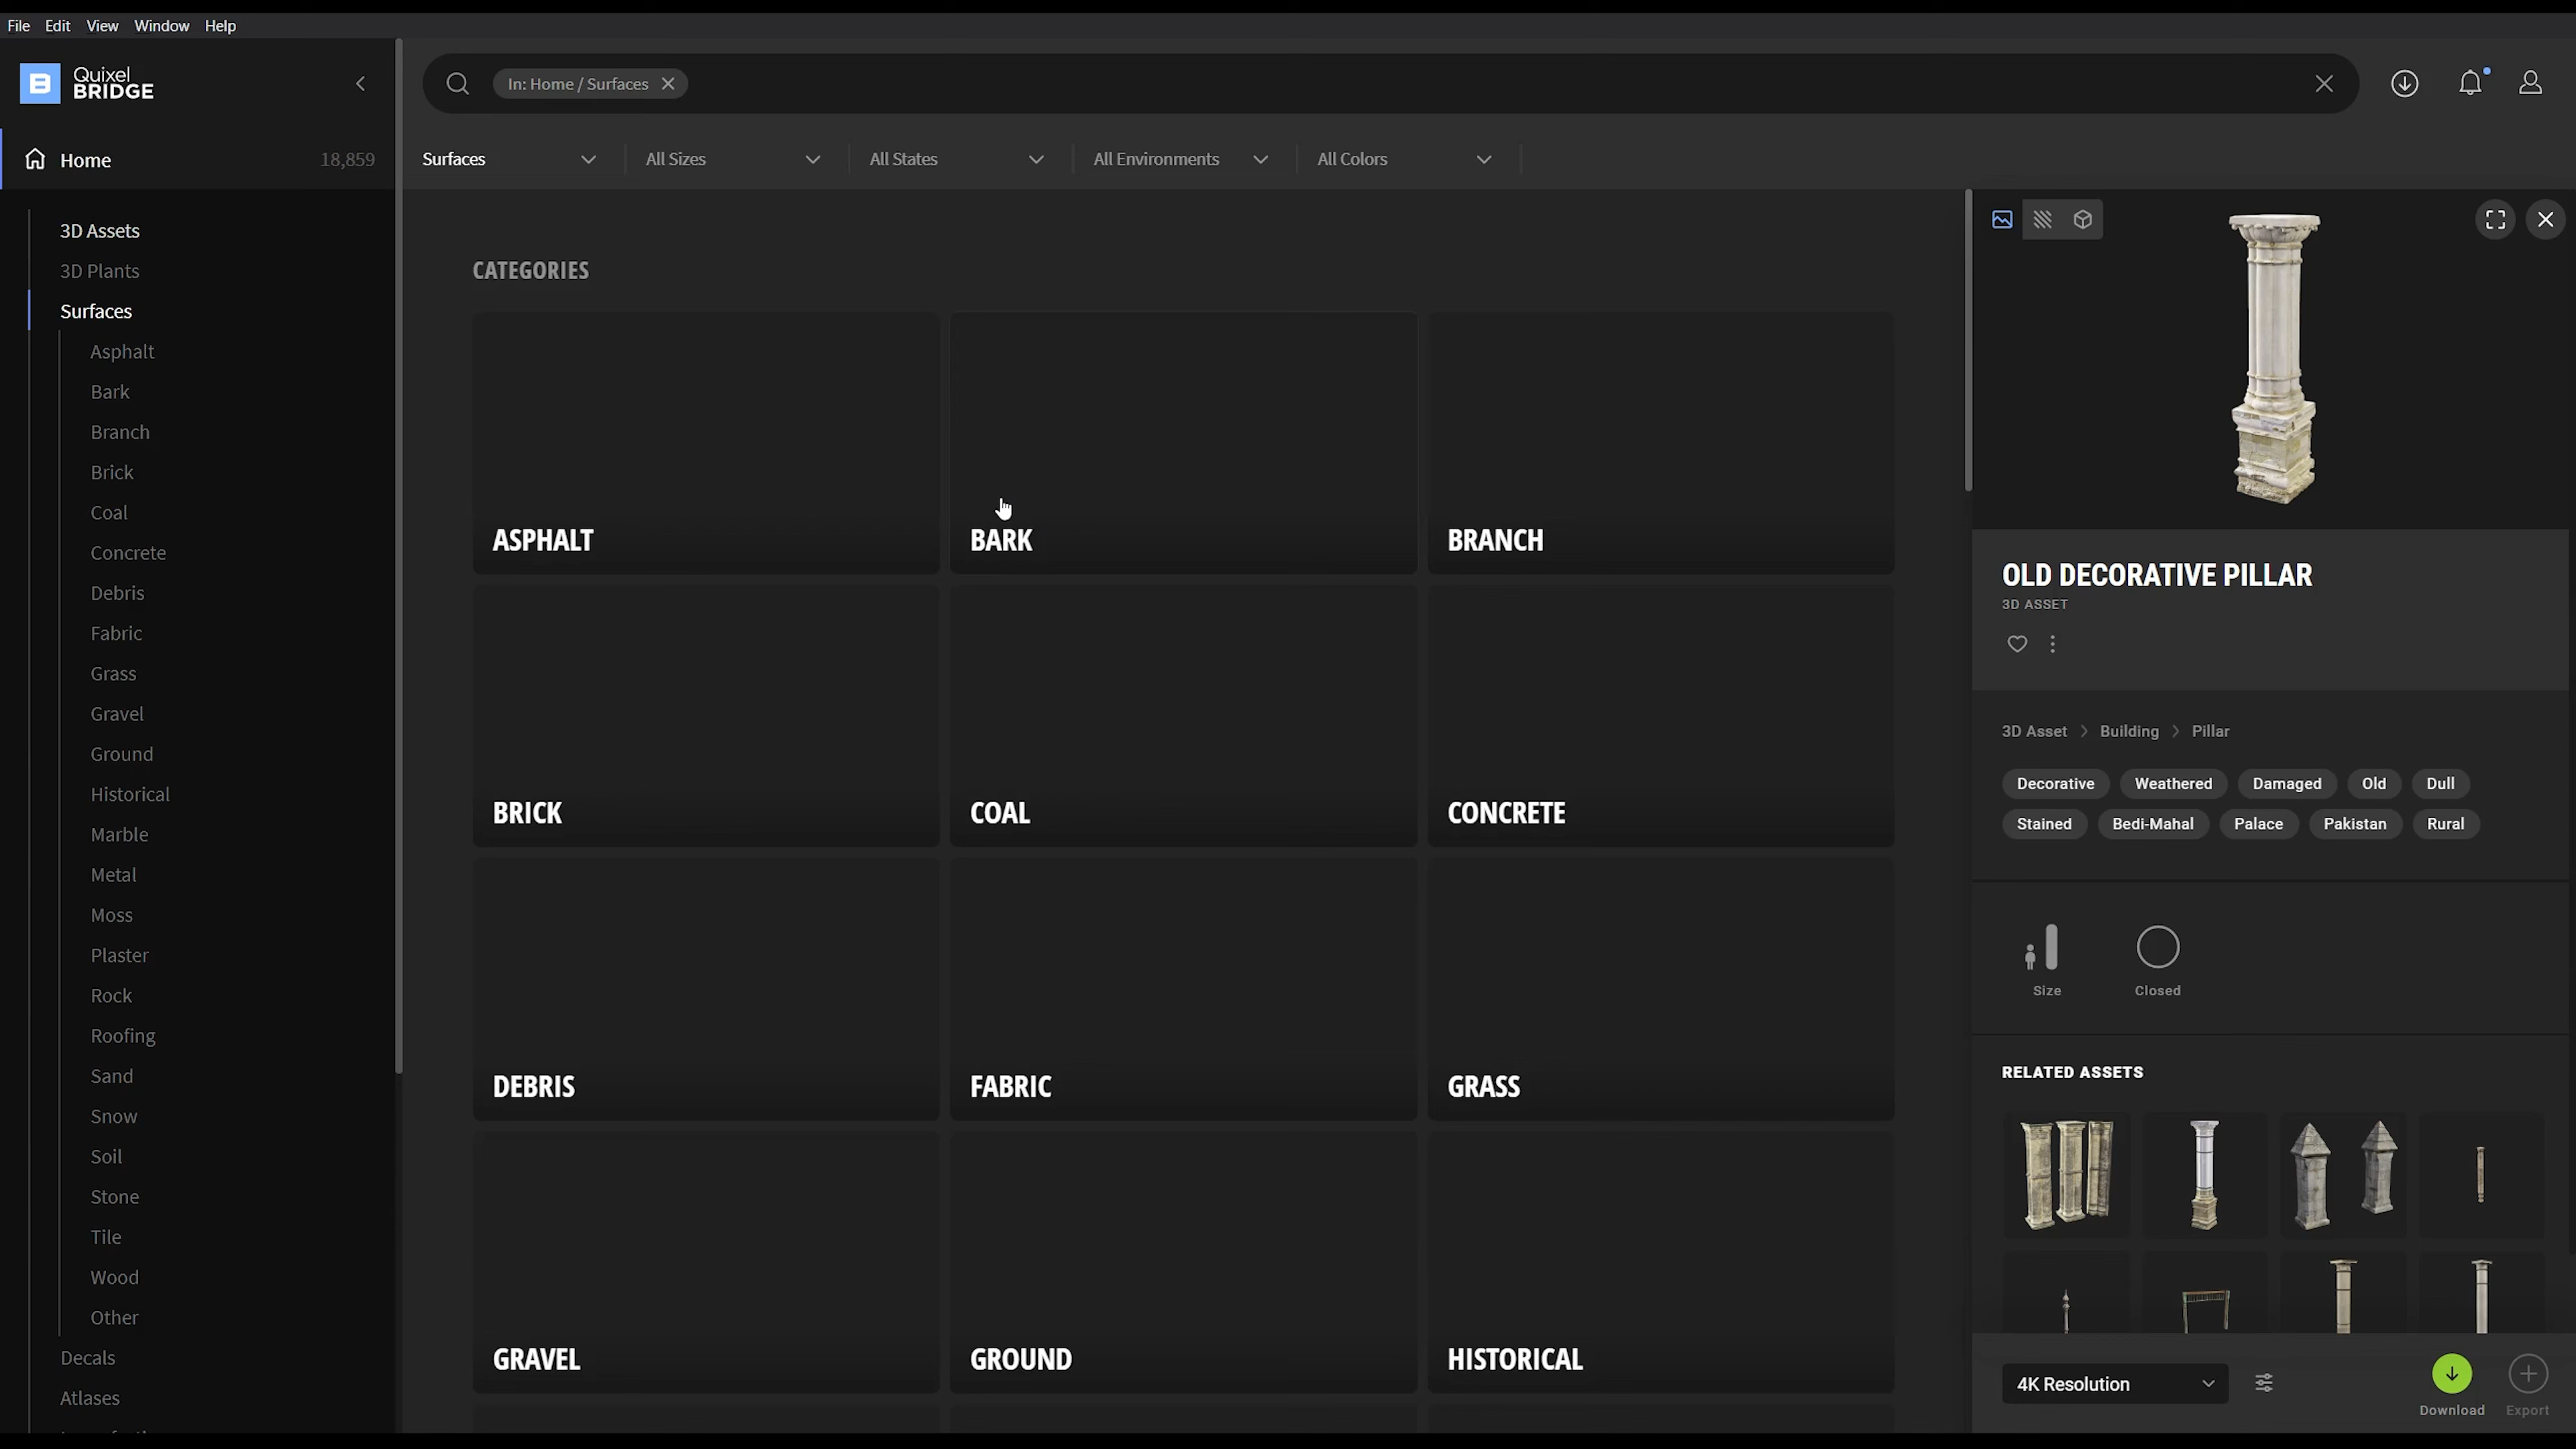 File Edit View Window Help
Quixel
BRIDGE
In: Home / Surfaces
Home 18,859
Surfaces All Sizes All States All Environments All Colors
3D Assets
3D Plants
Surfaces
Asphalt
Bark
Branch
Brick
Coal
Concrete
Debris
Fabric
Grass
Gravel
Ground
Historical
Marble
Metal
Moss
Plaster
Rock
Roofing
Sand
Snow
Soil
Stone
Tile
Wood
Other
Decals
Atlases
CATEGORIES
ASPHALT BARK BRANCH
BRICK COAL CONCRETE
DEBRIS FABRIC GRASS
GRAVEL GROUND HISTORICAL
OLD DECORATIVE PILLAR
3D ASSET
3D Asset > Building > Pillar
Decorative Weathered Damaged Old Dull
Stained Bedi-Mahal Palace Pakistan Rural
Size Closed
RELATED ASSETS
4K Resolution
Download Export